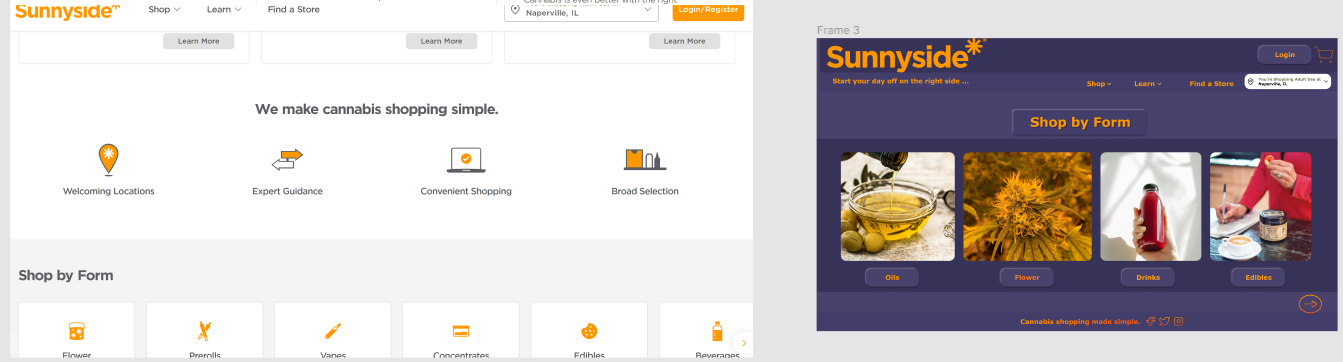 Cannabis is even better with the right
Sunnyside
Shop
Learn
Find a Store
Naperville, IL
Login/Register
Learn More
Learn More
Learn More
We make cannabis shopping simple.
Welcoming Locations
Expert Guidance
Convenient Shopping
Broad Selection
Shop by Form
Flower
Prerolls
Vapes
Concentrates
Edibles
Beverages
Frame 3
Sunnyside
Login
Start your day off on the right side ...
Shop
Learn
Find a Store
You're Shopping Adult Use at
Naperville, IL
Shop by Form
Oils
Flower
Drinks
Edibles
Cannabis shopping made simple.